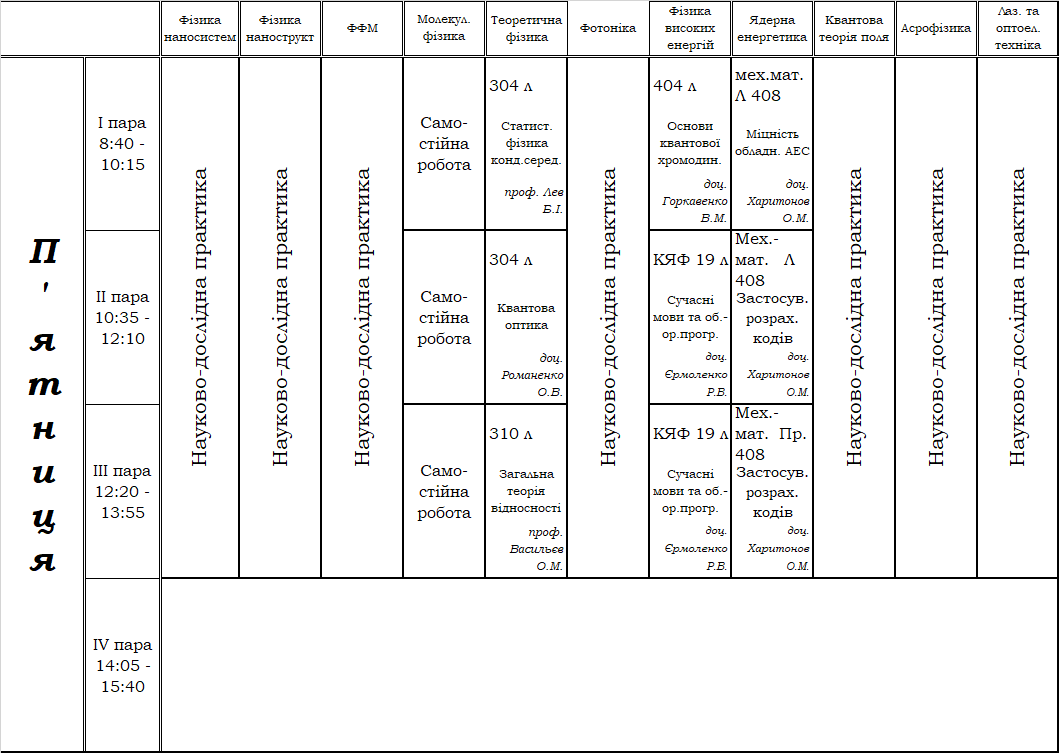 Фізика
наносистем
Фізика
нанострукт
ФФМ
Молекул.
фізика
Теоретична
фізика
Фотоніка
Фізика
високих
енергій
Ядерна
енергетика
Квантова
теорія поля
Асрофізика
Лаз. та
оптоел.
техніка
П
'
я
т
н
и
ц
я
І пара
8:40 -
10:15
Науково-дослідна практика
Науково-дослідна практика
Науково-дослідна практика
Само-
стійна
робота
304 л
Статист.
фізика
конд.серед.
проф. Лев
Б.І.
Науково-дослідна практика
404 л
Основи
квантової
хромодин.
доц.
Горкавенко
В.М.
мех.мат.
Л 408
Міцність
обладн. АЕС
доц.
Харитонов
О.М.
Науково-дослідна практика
Науково-дослідна практика
Науково-дослідна практика
ІІ пара
10:35 -
12:10
Само-
стійна
робота
304 л
Квантова
оптика
доц.
Романенко
О.В.
КЯФ 19 л
Сучасні
мови та об.-
ор.прогр.
доц.
Єрмоленко
Р.В.
Мех.-
мат. Л
408
Застосув.
розрах.
кодів
доц.
Харитонов
О.М.
ІІІ пара
12:20 -
13:55
Само-
стійна
робота
310 л
Загальна
теорія
відносності
проф.
Васильєв
О.М.
КЯФ 19 л
Сучасні
мови та об.-
ор.прогр.
доц.
Єрмоленко
Р.В.
Мех.-
мат. Пр.
408
Застосув.
розрах.
кодів
доц.
Харитонов
О.М.
IV пара
14:05 -
15:40